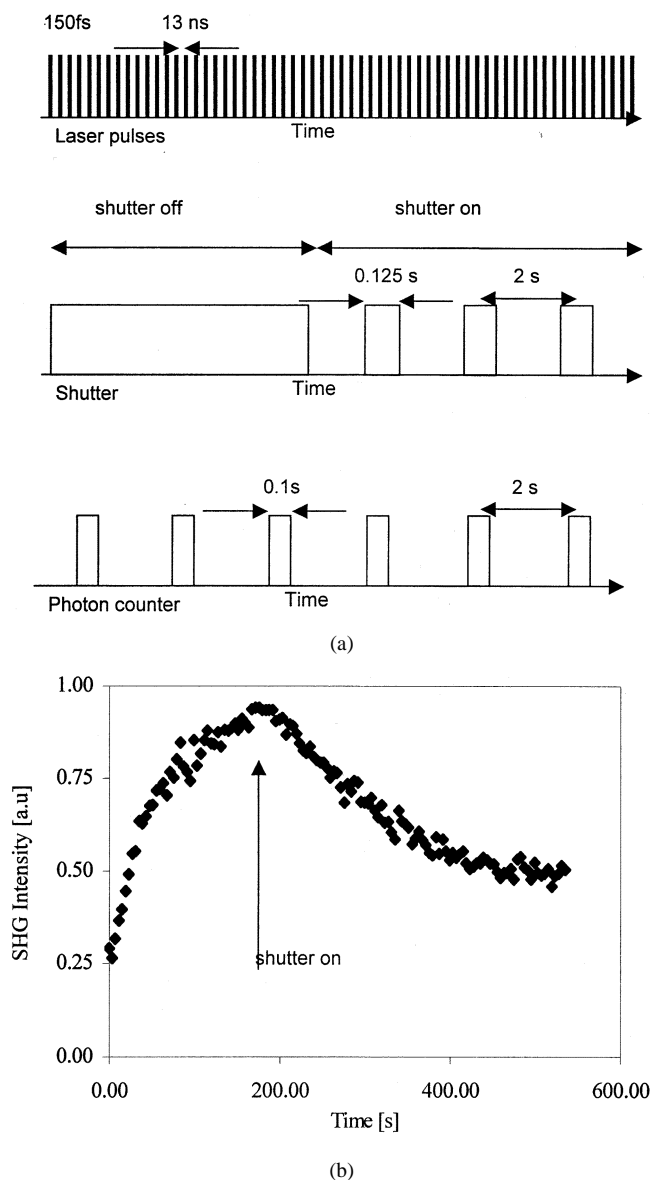 150fs 13 ns
Laser pulses Time
shutter off shutter on
0.125 s 2 s
Shutter Time
0.1s 2 s
Photon counter Time
(a)
1.00
0.75
0.50
0.25
0.00
SHG Intensity [a.u]
shutter on
0.00 200.00 400.00 600.00
Time [s]
(b)